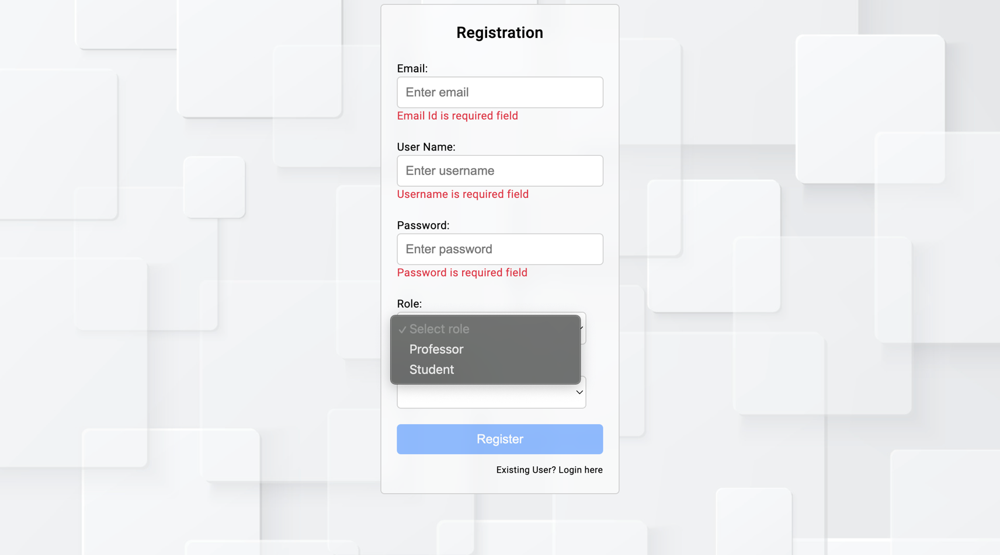 Registration
Email:
Enter email
Email Id is required field
User Name:
Enter username
Username is required field
Password:
Enter password
Password is required field
Role:
✓ Select role
Professor
Student
Register
Existing User? Login here